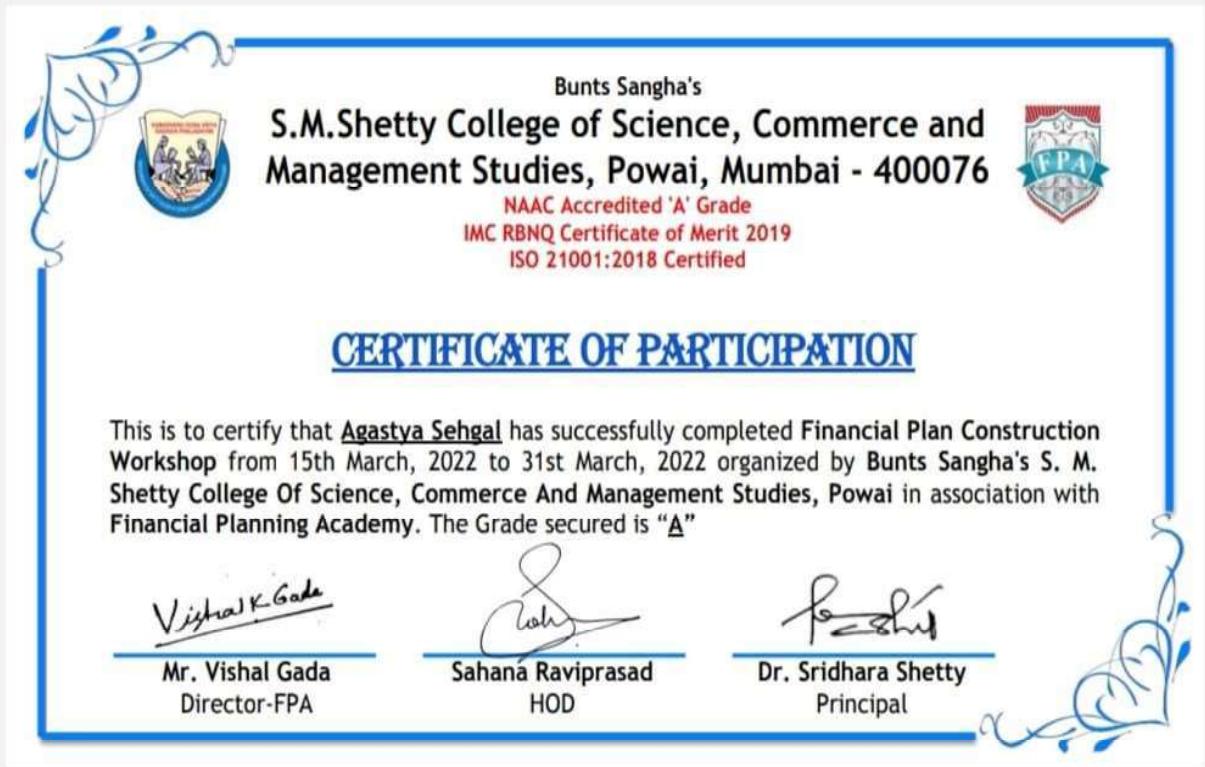 Bunts Sangha's
S.M.Shetty College of Science, Commerce and
Management Studies, Powai, Mumbai - 400076
NAAC Accredited 'A' Grade
IMC RBNQ Certificate of Merit 2019
ISO 21001:2018 Certified
FPA
CERTIFICATE OF PARTICIPATION
This is to certify that Agastya Sehgal has successfully completed Financial Plan Construction
Workshop from 15th March, 2022 to 31st March, 2022 organized by Bunts Sangha's S. M.
Shetty College Of Science, Commerce And Management Studies, Powai in association with
Financial Planning Academy. The Grade secured is “A”
Vishal K Gada
Mr. Vishal Gada
Director-FPA
Sahana Raviprasad
HOD
Dr. Sridhara Shetty
Principal